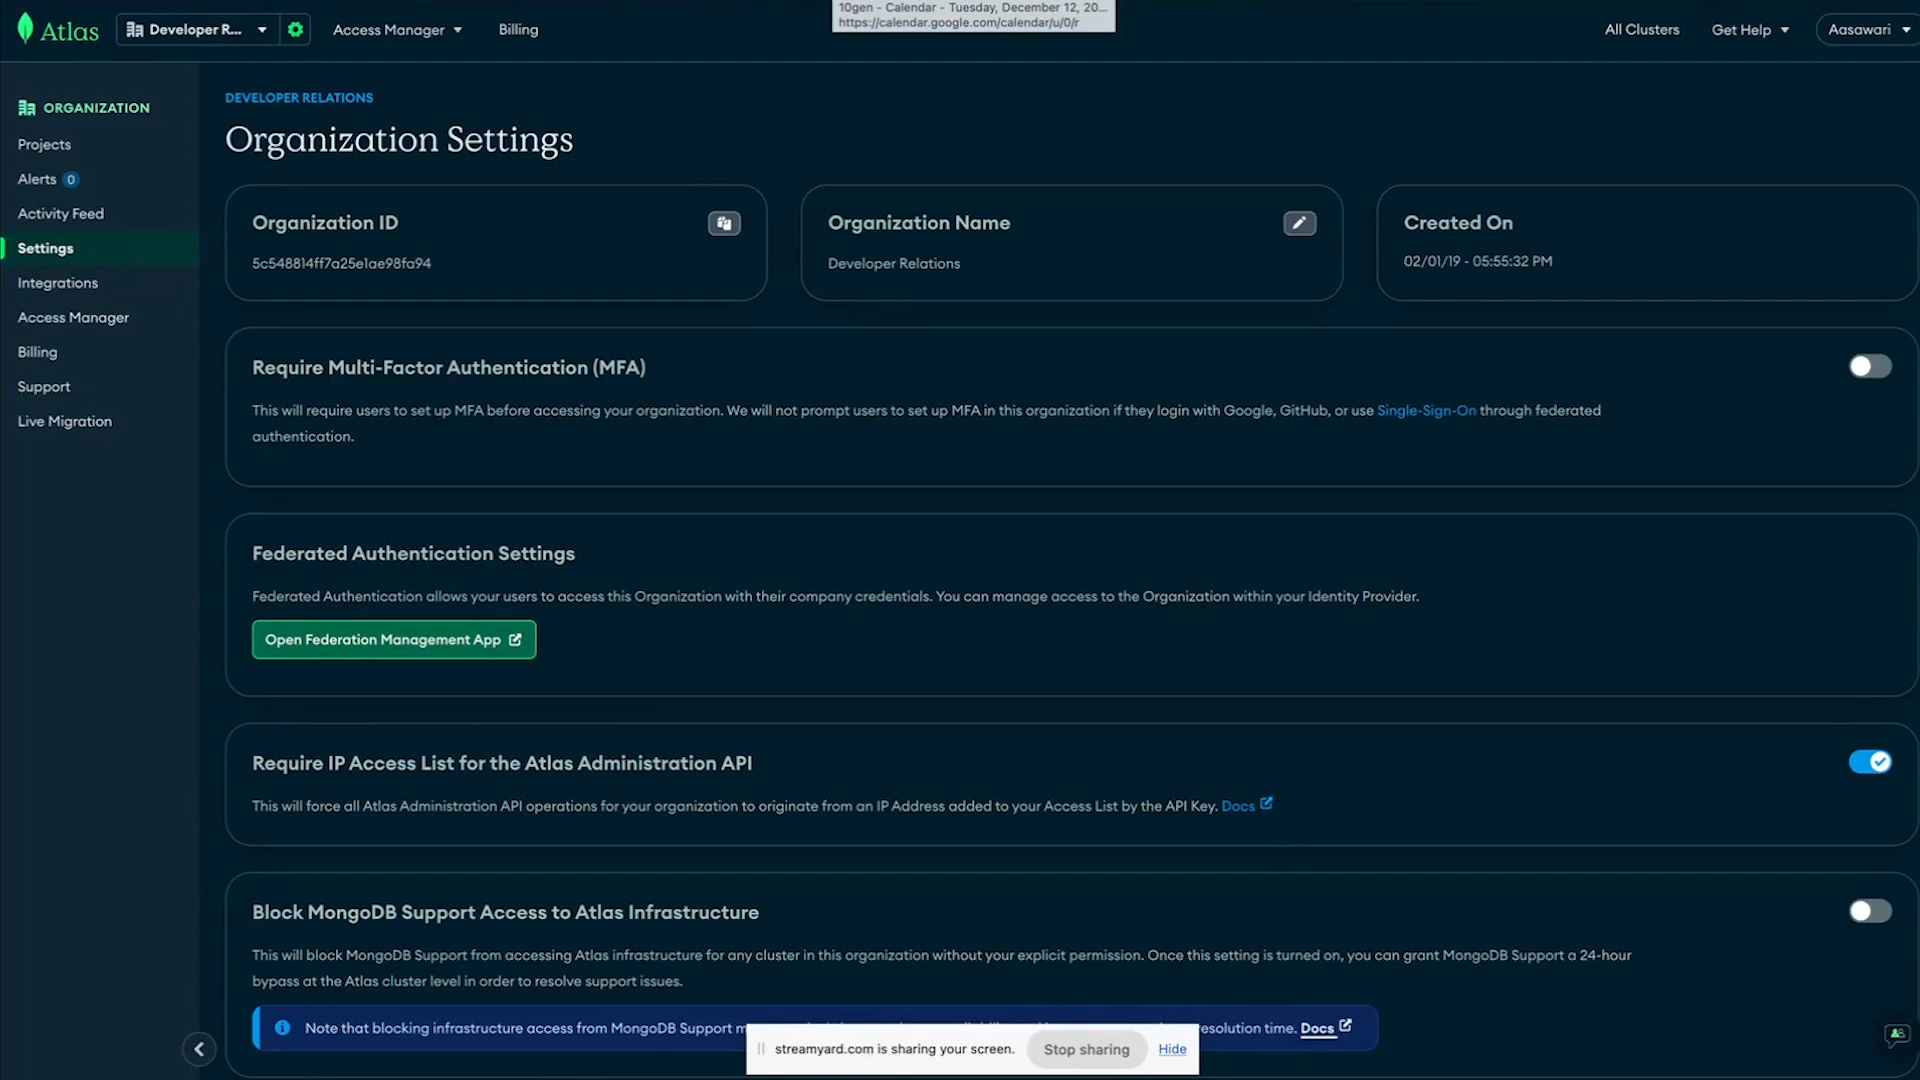 10gen - Calendar - Tuesday, December 12, 20...
https://calendar.google.com/calendar/u/0/r
Atlas
Developer R...
Access Manager
Billing
All Clusters
Get Help
Aasawari
ORGANIZATION
Projects
Alerts 0
Activity Feed
Settings
Integrations
Access Manager
Billing
Support
Live Migration
DEVELOPER RELATIONS
Organization Settings
Organization ID
5c548814ff7a25e1ae98fa94
Organization Name
Developer Relations
Created On
02/01/19 - 05:55:32 PM
Require Multi-Factor Authentication (MFA)
This will require users to set up MFA before accessing your organization. We will not prompt users to set up MFA in this organization if they login with Google, GitHub, or use Single-Sign-On through federated
authentication.
Federated Authentication Settings
Federated Authentication allows your users to access this Organization with their company credentials. You can manage access to the Organization within your Identity Provider.
Open Federation Management App
Require IP Access List for the Atlas Administration API
This will force all Atlas Administration API operations for your organization to originate from an IP Address added to your Access List by the API Key. Docs
Block MongoDB Support Access to Atlas Infrastructure
This will block MongoDB Support from accessing Atlas infrastructure for any cluster in this organization without your explicit permission. Once this setting is turned on, you can grant MongoDB Support a 24-hour
bypass at the Atlas cluster level in order to resolve support issues.
Note that blocking infrastructure access from MongoDB Support
resolution time. Docs
streamyard.com is sharing your screen.
Stop sharing
Hide